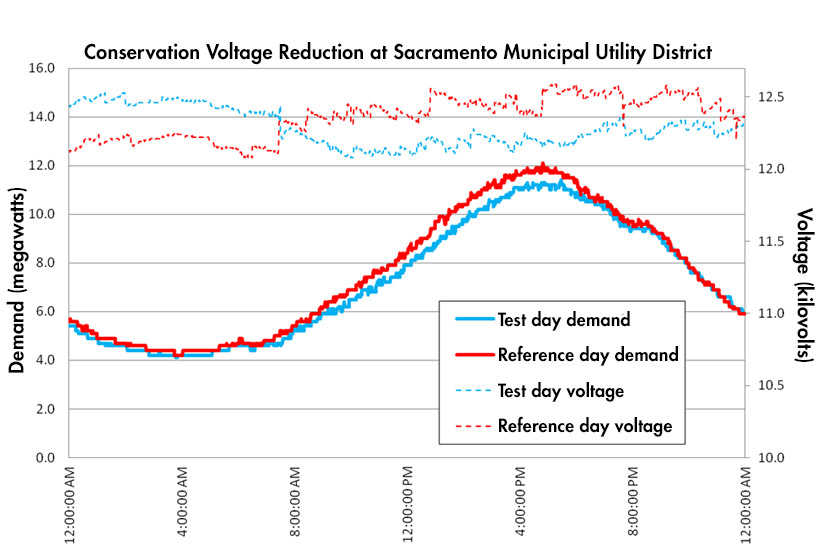 Conservation Voltage Reduction at Sacramento Municipal Utility District
16.0
14.0
12.0
10.0
8.0
6.0
4.0
2.0
0.0
Demand (megawatts)
12.5
12.0
11.5
11.0
10.5
10.0
Voltage (kilovolts)
Test day demand
Reference day demand
Test day voltage
Reference day voltage
12:00:00 AM
4:00:00 AM
8:00:00 AM
12:00:00 PM
4:00:00 PM
8:00:00 PM
12:00:00 AM